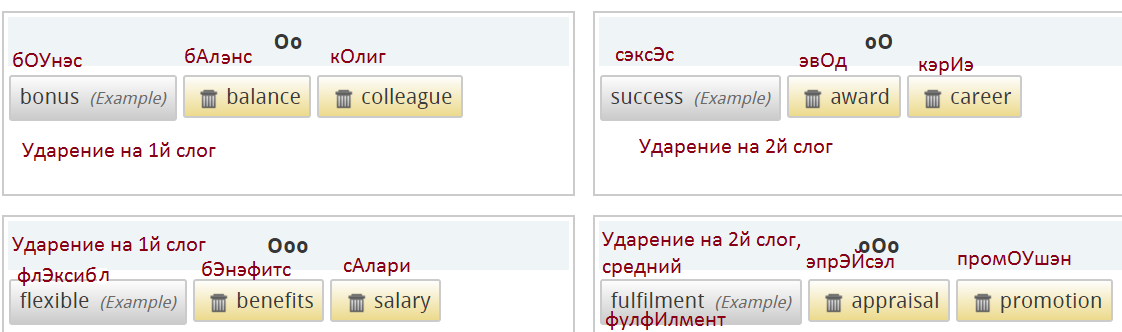 Oo
бОУнэс бАлэнс кОлиг
bonus (Example) balance colleague
Ударение на 1й слог
oO
сэксЭс эвОд кэрИэ
success (Example) award career
Ударение на 2й слог
Ударение на 1й слог Ooo
флЭксибл бЭнэфитс сАлари
flexible (Example) benefits salary
Ударение на 2й слог, oOo
средний эпрЭЙсэл промОУшэн
fulfilment (Example) appraisal promotion
фулфИлмент